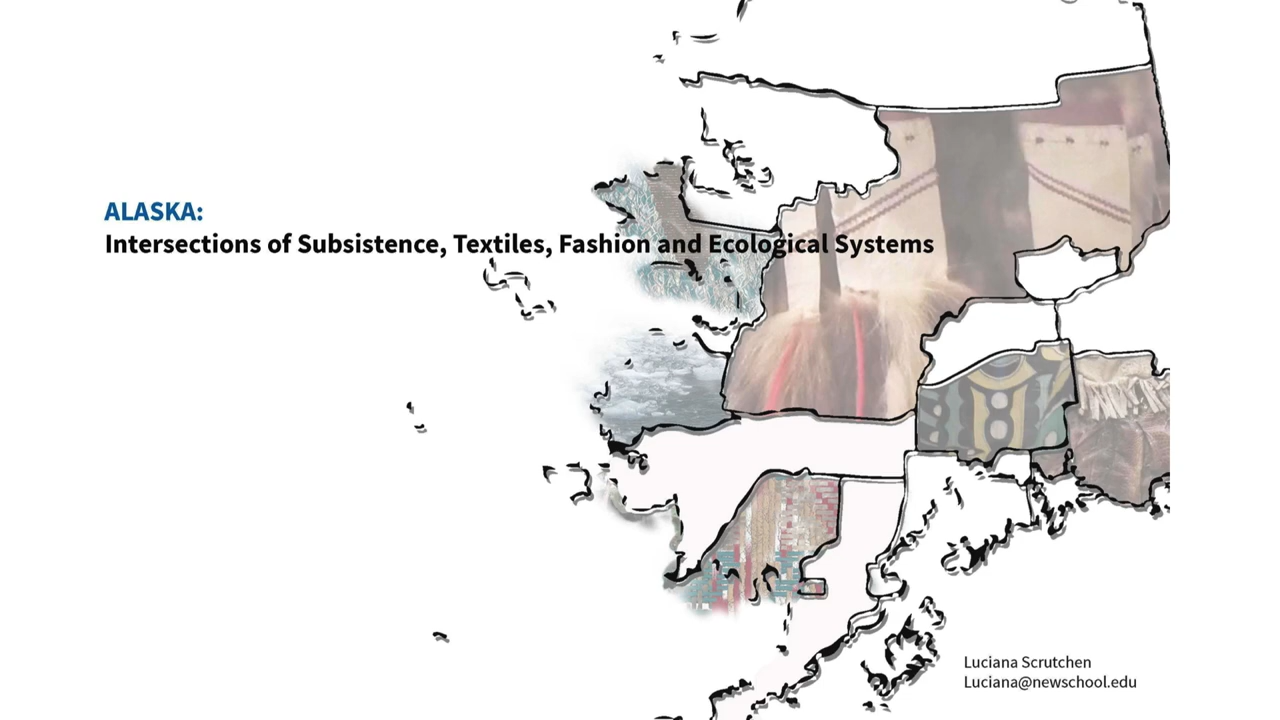 ALASKA:
Intersections of Subsistence, Textiles, Fashion and Ecological Systems
Luciana Scrutchen
Luciana@newschool.edu